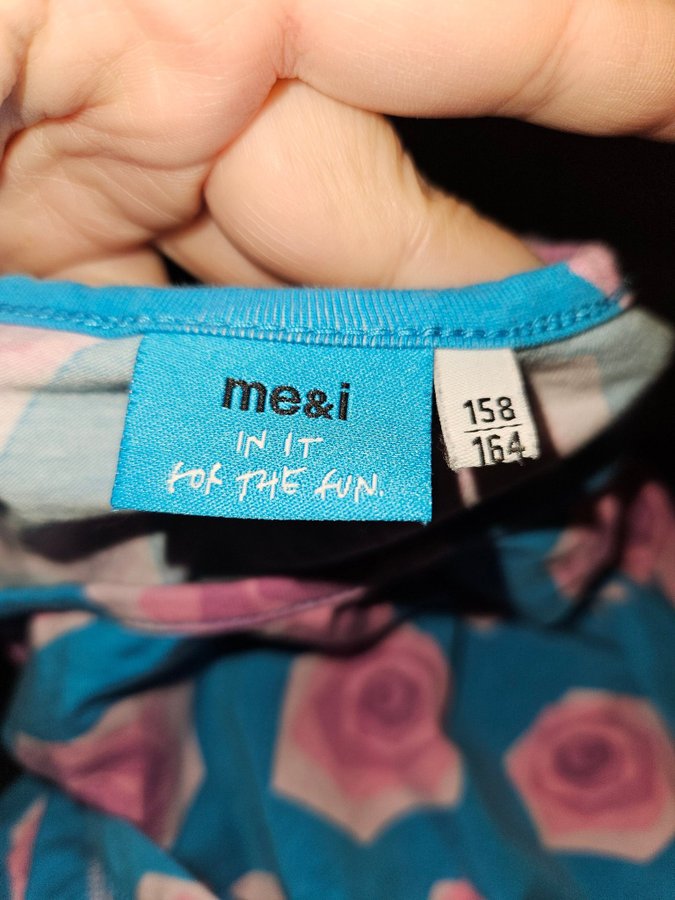 me&i
IN IT
FOR THE FUN.
158
164